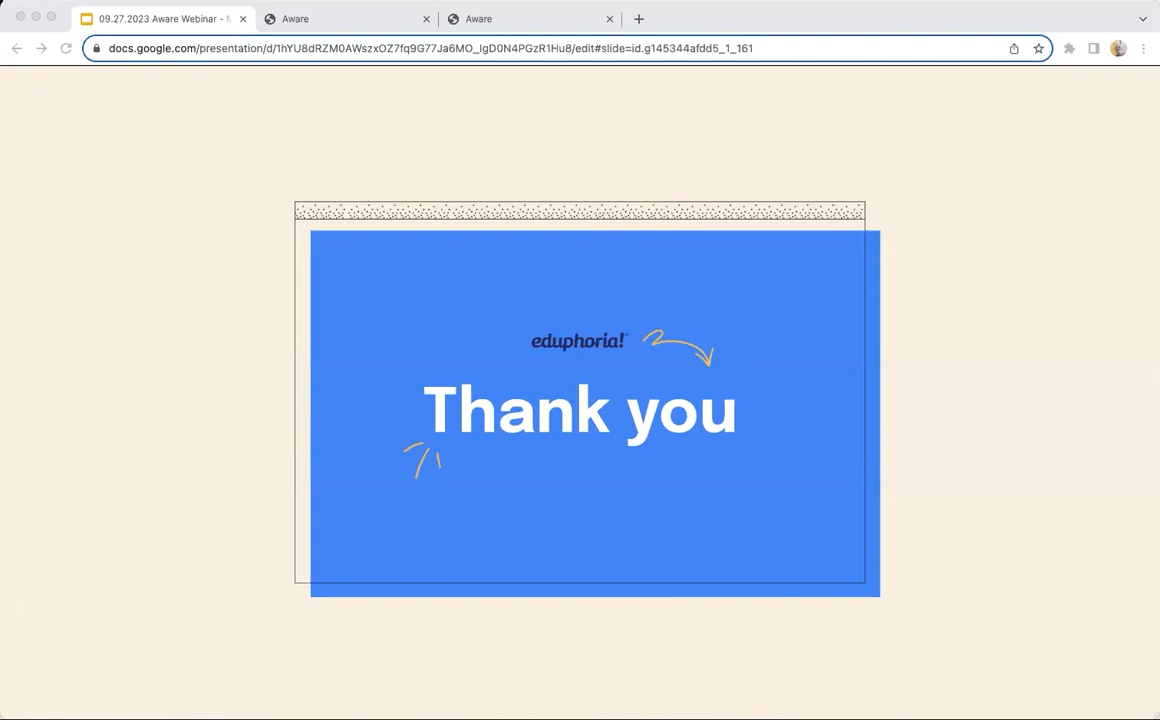 09.27.2023 Aware Webinar - M
Aware
Aware
docs.google.com/presentation/d/1hYU8dRZM0AWszxOZ7fq9G77Ja6MO_IgD0N4PGzR1Hu8/edit#slide=id.g145344afdd5_1_161
eduphoria!
Thank you